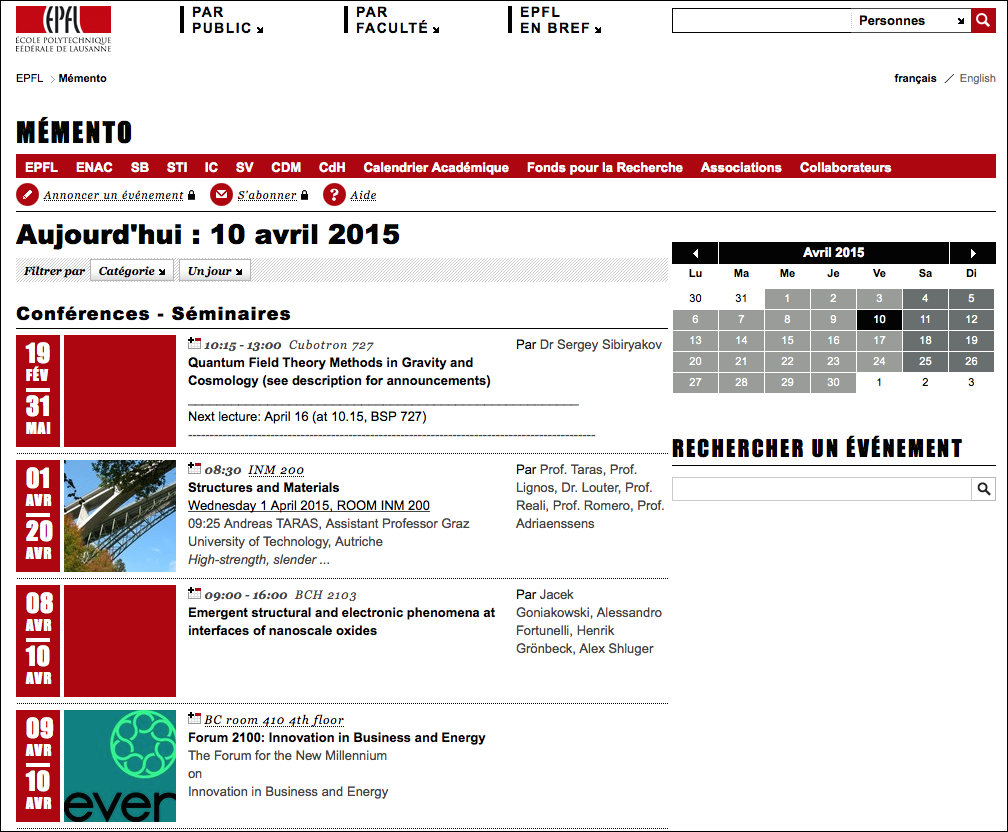 EPFL
ÉCOLE POLYTECHNIQUE
FÉDÉRALE DE LAUSANNE
PAR
PUBLIC
PAR
FACULTÉ
EPFL
EN BREF
Personnes
EPFL > Mémento
français / English
MÉMENTO
EPFL ENAC SB STI IC SV CDM CdH Calendrier Académique Fonds pour la Recherche Associations Collaborateurs
Annoncer un événement S'abonner ? Aide
Aujourd'hui : 10 avril 2015
Filtrer par Catégorie Un jour
Conférences - Séminaires
19
FÉV
31
MAI
10:15 - 13:00 Cubotron 727
Quantum Field Theory Methods in Gravity and
Cosmology (see description for announcements)
Next lecture: April 16 (at 10.15, BSP 727)
Par Dr Sergey Sibiryakov
01
AVR
20
AVR
08:30 INM 200
Structures and Materials
Wednesday 1 April 2015, ROOM INM 200
09:25 Andreas TARAS, Assistant Professor Graz
University of Technology, Autriche
High-strength, slender ...
Par Prof. Taras, Prof.
Lignos, Dr. Louter, Prof.
Reali, Prof. Romero, Prof.
Adriaenssens
08
AVR
10
AVR
09:00 - 16:00 BCH 2103
Emergent structural and electronic phenomena at
interfaces of nanoscale oxides
Par Jacek
Goniakowski, Alessandro
Fortunelli, Henrik
Grönbeck, Alex Shluger
09
AVR
10
AVR
even
BC room 410 4th floor
Forum 2100: Innovation in Business and Energy
The Forum for the New Millennium
on
Innovation in Business and Energy
Avril 2015
Lu Ma Me Je Ve Sa Di
30 31 1 2 3 4 5
6 7 8 9 10 11 12
13 14 15 16 17 18 19
20 21 22 23 24 25 26
27 28 29 30 1 2 3
RECHERCHER UN ÉVÉNEMENT